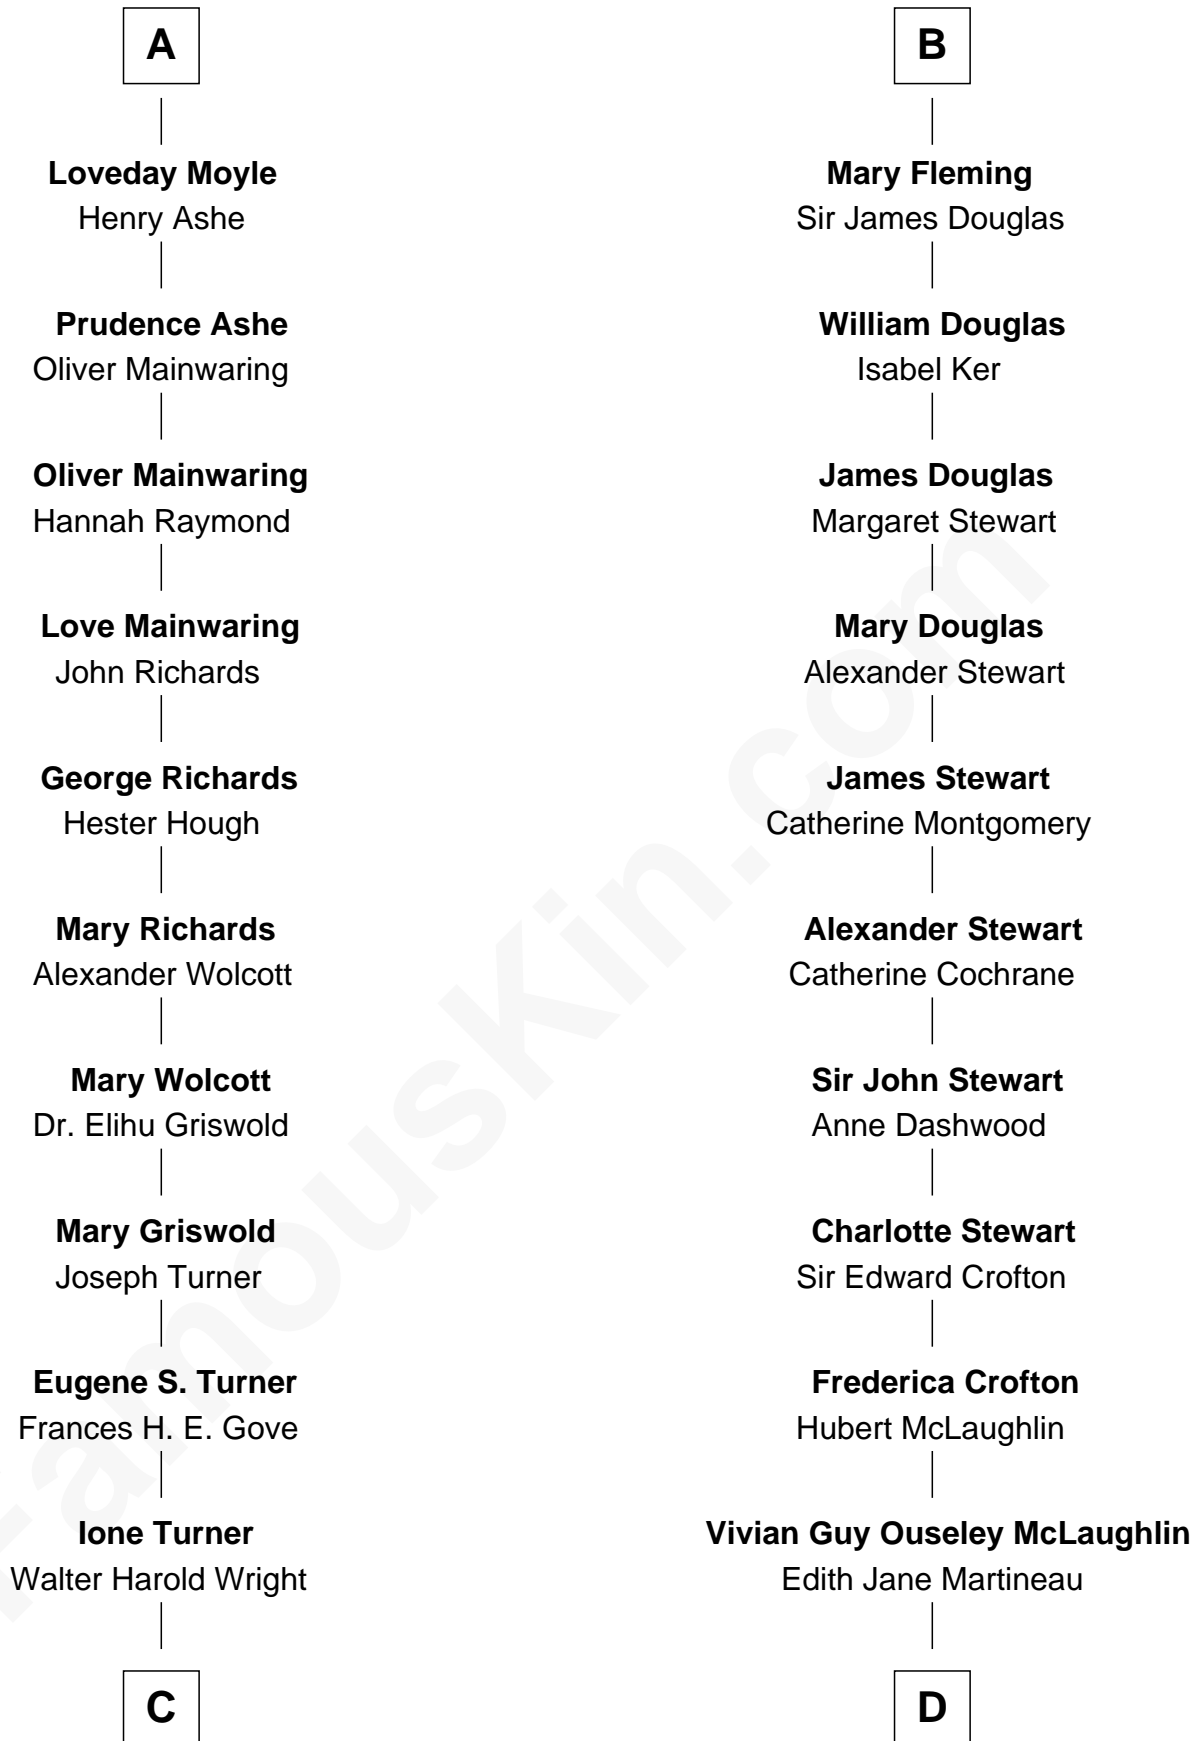 A
Loveday Moyle
Henry Ashe
Prudence Ashe
Oliver Mainwaring
Oliver Mainwaring
Hannah Raymond
Love Mainwaring
John Richards
George Richards
Hester Hough
Mary Richards
Alexander Wolcott
Mary Wolcott
Dr. Elihu Griswold
Mary Griswold
Joseph Turner
Eugene S. Turner
Frances H. E. Gove
Ione Turner
Walter Harold Wright
C
B
Mary Fleming
Sir James Douglas
William Douglas
Isabel Ker
James Douglas
Margaret Stewart
Mary Douglas
Alexander Stewart
James Stewart
Catherine Montgomery
Alexander Stewart
Catherine Cochrane
Sir John Stewart
Anne Dashwood
Charlotte Stewart
Sir Edward Crofton
Frederica Crofton
Hubert McLaughlin
Vivian Guy Ouseley McLaughlin
Edith Jane Martineau
D
FamousKin.com